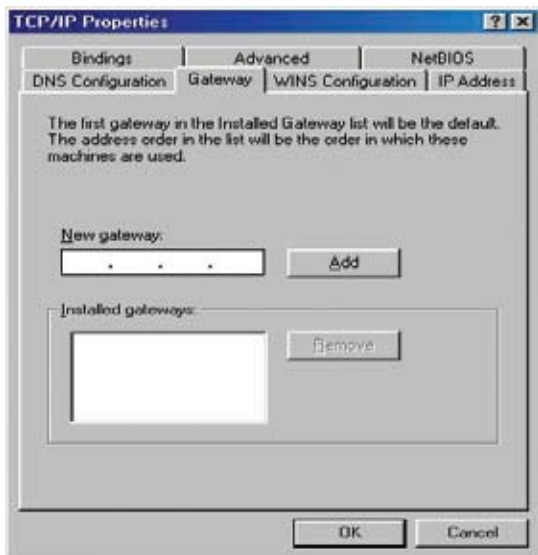 TCP/IP Properties
Bindings
Advanced
NetBIOS
DNS Configuration
Gateway
WINS Configuration
IP Address
The first gateway in the Installed Gateway list will be the default.
The address order in the list will be the order in which these
machines are used.
New gateway:
. . .
Add
Installed gateways:
Remove
OK
Cancel